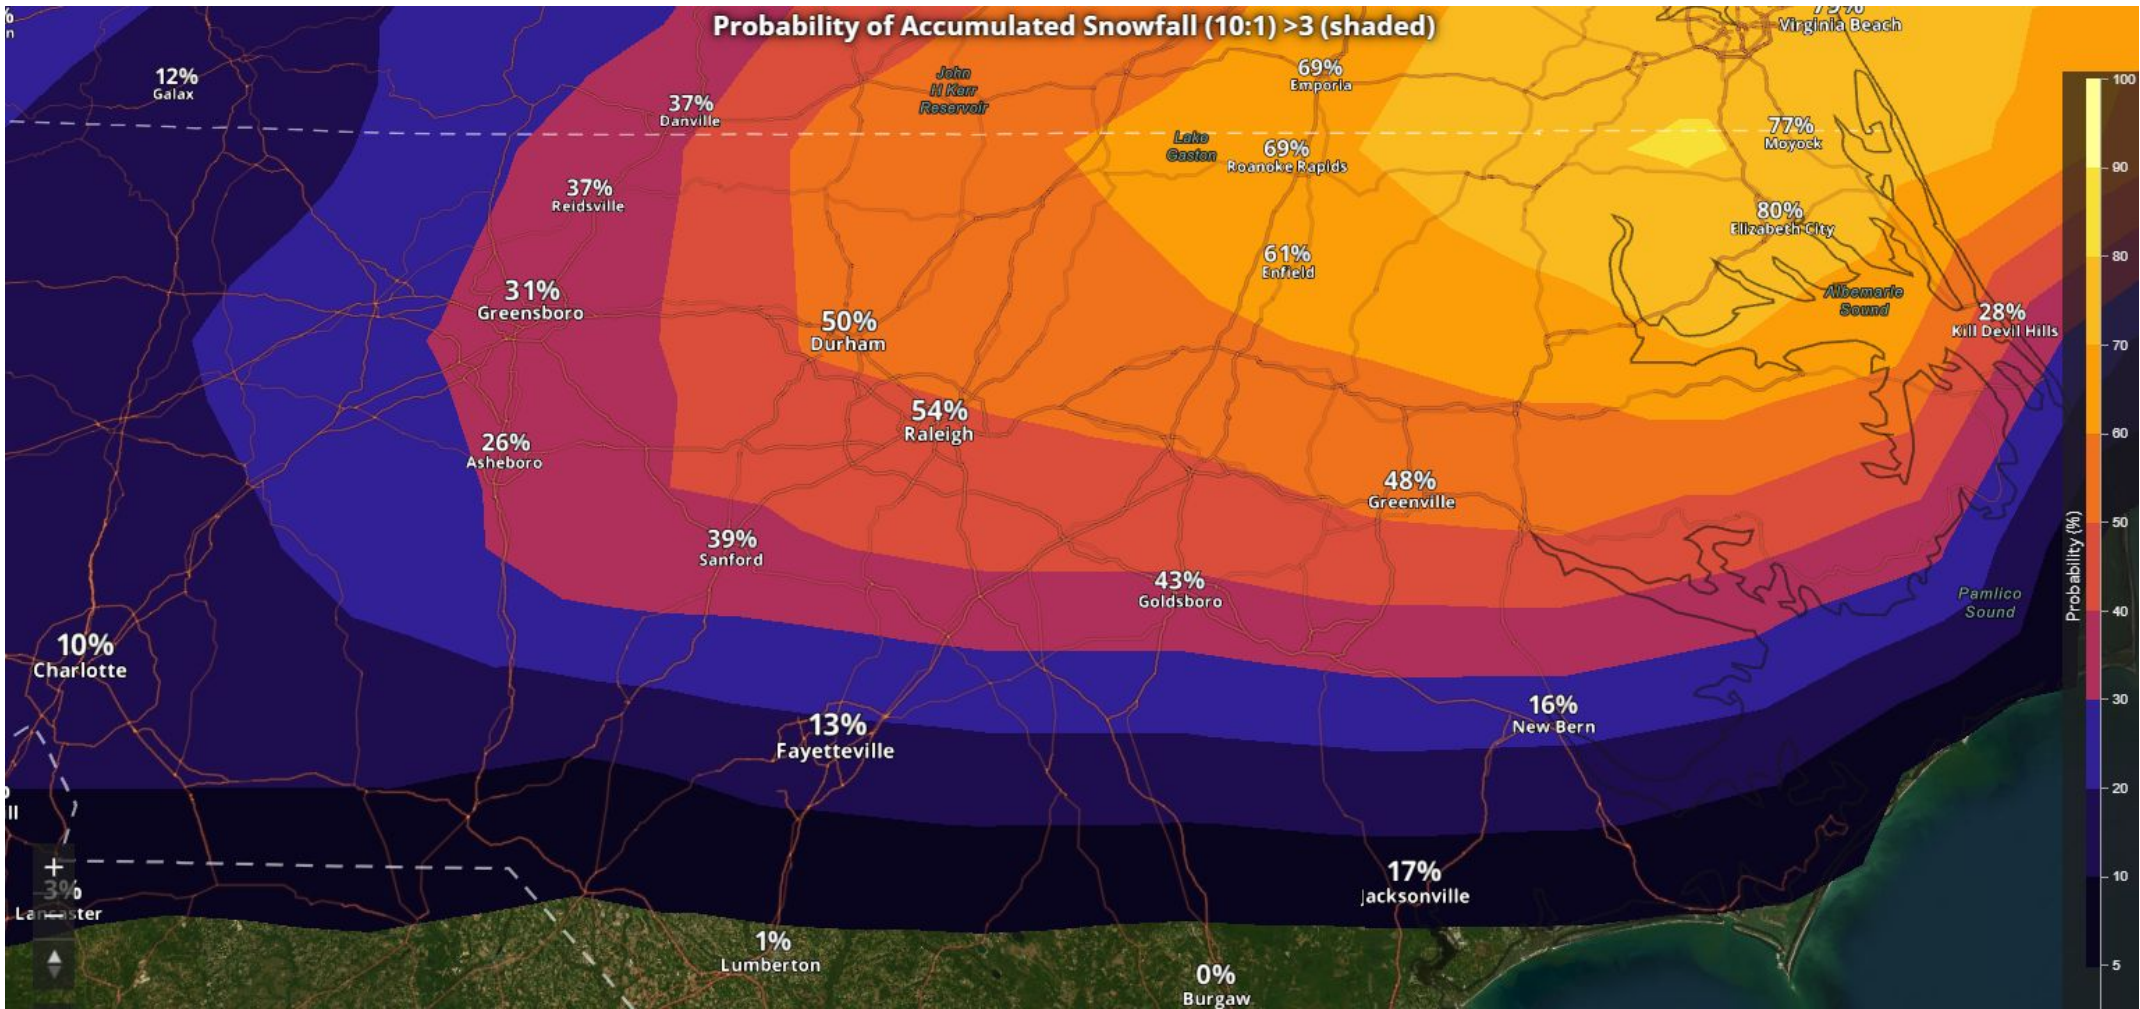 Probability of Accumulated Snowfall (10:1) >3 (shaded)
%
n
Virginia Beach
12%
Galax
37%
Danville
John
H Kerr
Reservoir
69%
Emporia
77%
Moyock
Lake
Gaston
69%
Roanoke Rapids
37%
Reidsville
80%
Elizabeth City
61%
Enfield
31%
Greensboro
50%
Durham
Albemarle
Sound
28%
Kill Devil Hills
54%
Raleigh
26%
Asheboro
48%
Greenville
39%
Sanford
43%
Goldsboro
Pamlico
Sound
10%
Charlotte
13%
Fayetteville
16%
New Bern
ll
17%
Jacksonville
+
3%
Lancaster
1%
Lumberton
0%
Burgaw
Probability (%)
100
90
80
70
60
50
40
30
20
10
5